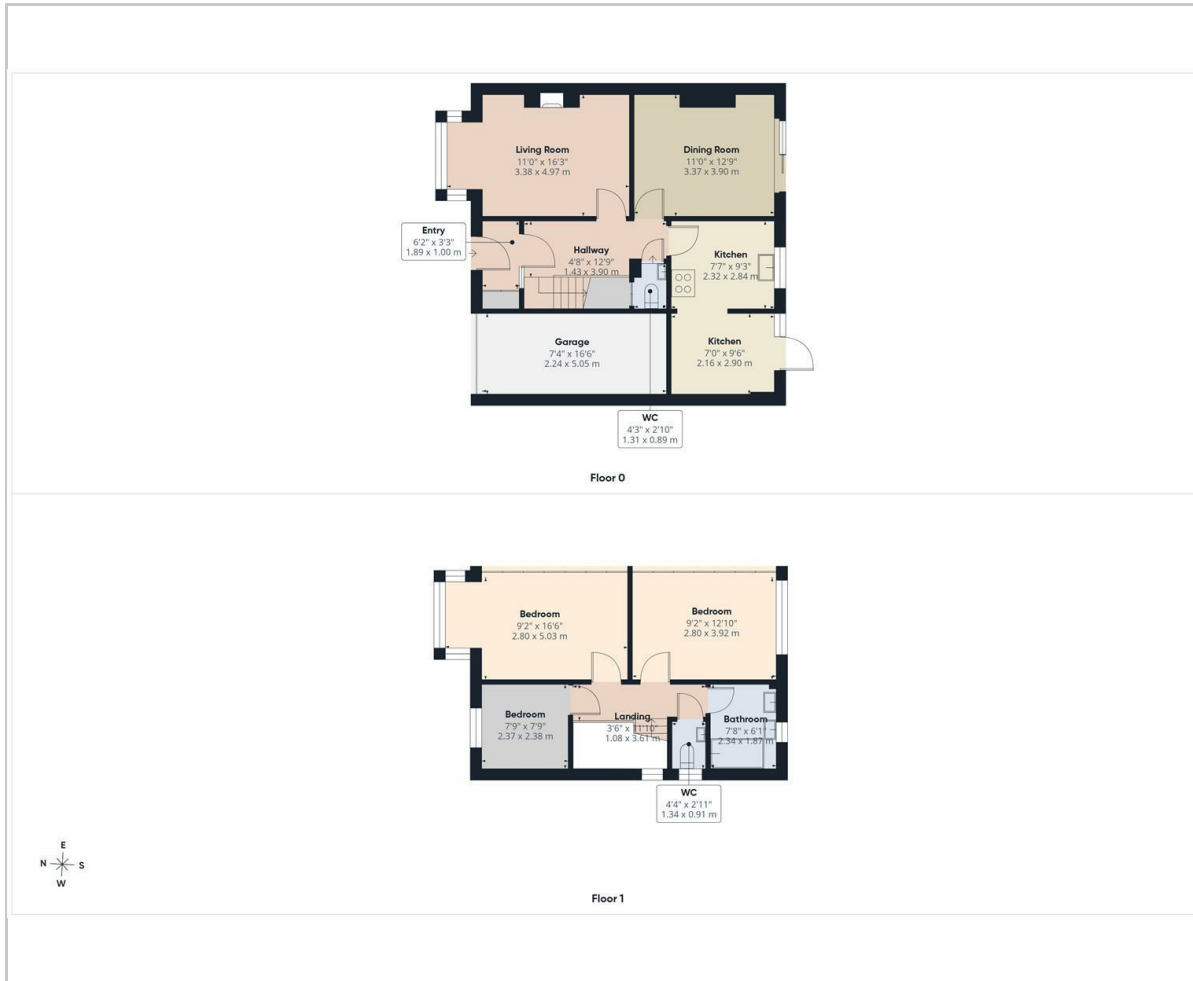 Living Room
11'0" x 16'3"
3.38 x 4.97 m
Dining Room
11'0" x 12'9"
3.37 x 3.90 m
Entry
6'2" x 3'3"
1.89 x 1.00 m
Hallway
4'8" x 12'9"
1.43 x 3.90 m
Kitchen
7'7" x 9'3"
2.32 x 2.84 m
Garage
7'4" x 16'6"
2.24 x 5.05 m
Kitchen
7'0" x 9'6"
2.16 x 2.90 m
WC
4'3" x 2'10"
1.31 x 0.89 m
Floor 0
Bedroom
9'2" x 16'6"
2.80 x 5.03 m
Bedroom
9'2" x 12'10"
2.80 x 3.92 m
Bedroom
7'9" x 7'9"
2.37 x 2.38 m
Landing
3'6" x 11'10"
1.08 x 3.61 m
Bathroom
7'8" x 6'1"
2.34 x 1.87 m
WC
4'4" x 2'11"
1.34 x 0.91 m
E
N S
W
Floor 1